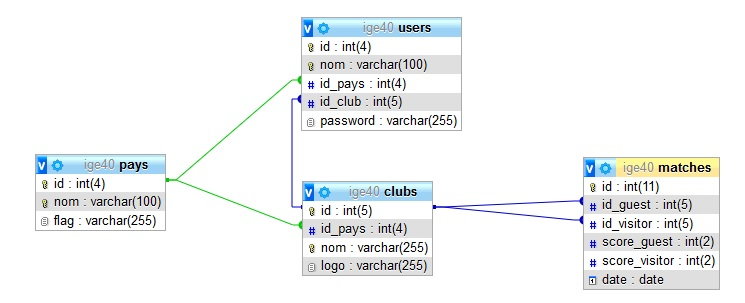 ige40 users
id : int(4)
nom : varchar(100)
id_pays : int(4)
id_club : int(5)
password : varchar(255)
ige40 pays
id : int(4)
nom : varchar(100)
flag : varchar(255)
ige40 clubs
id : int(5)
id_pays : int(4)
nom : varchar(255)
logo : varchar(255)
ige40 matches
id : int(11)
id_guest : int(5)
id_visitor : int(5)
score_guest : int(2)
score_visitor : int(2)
date : date